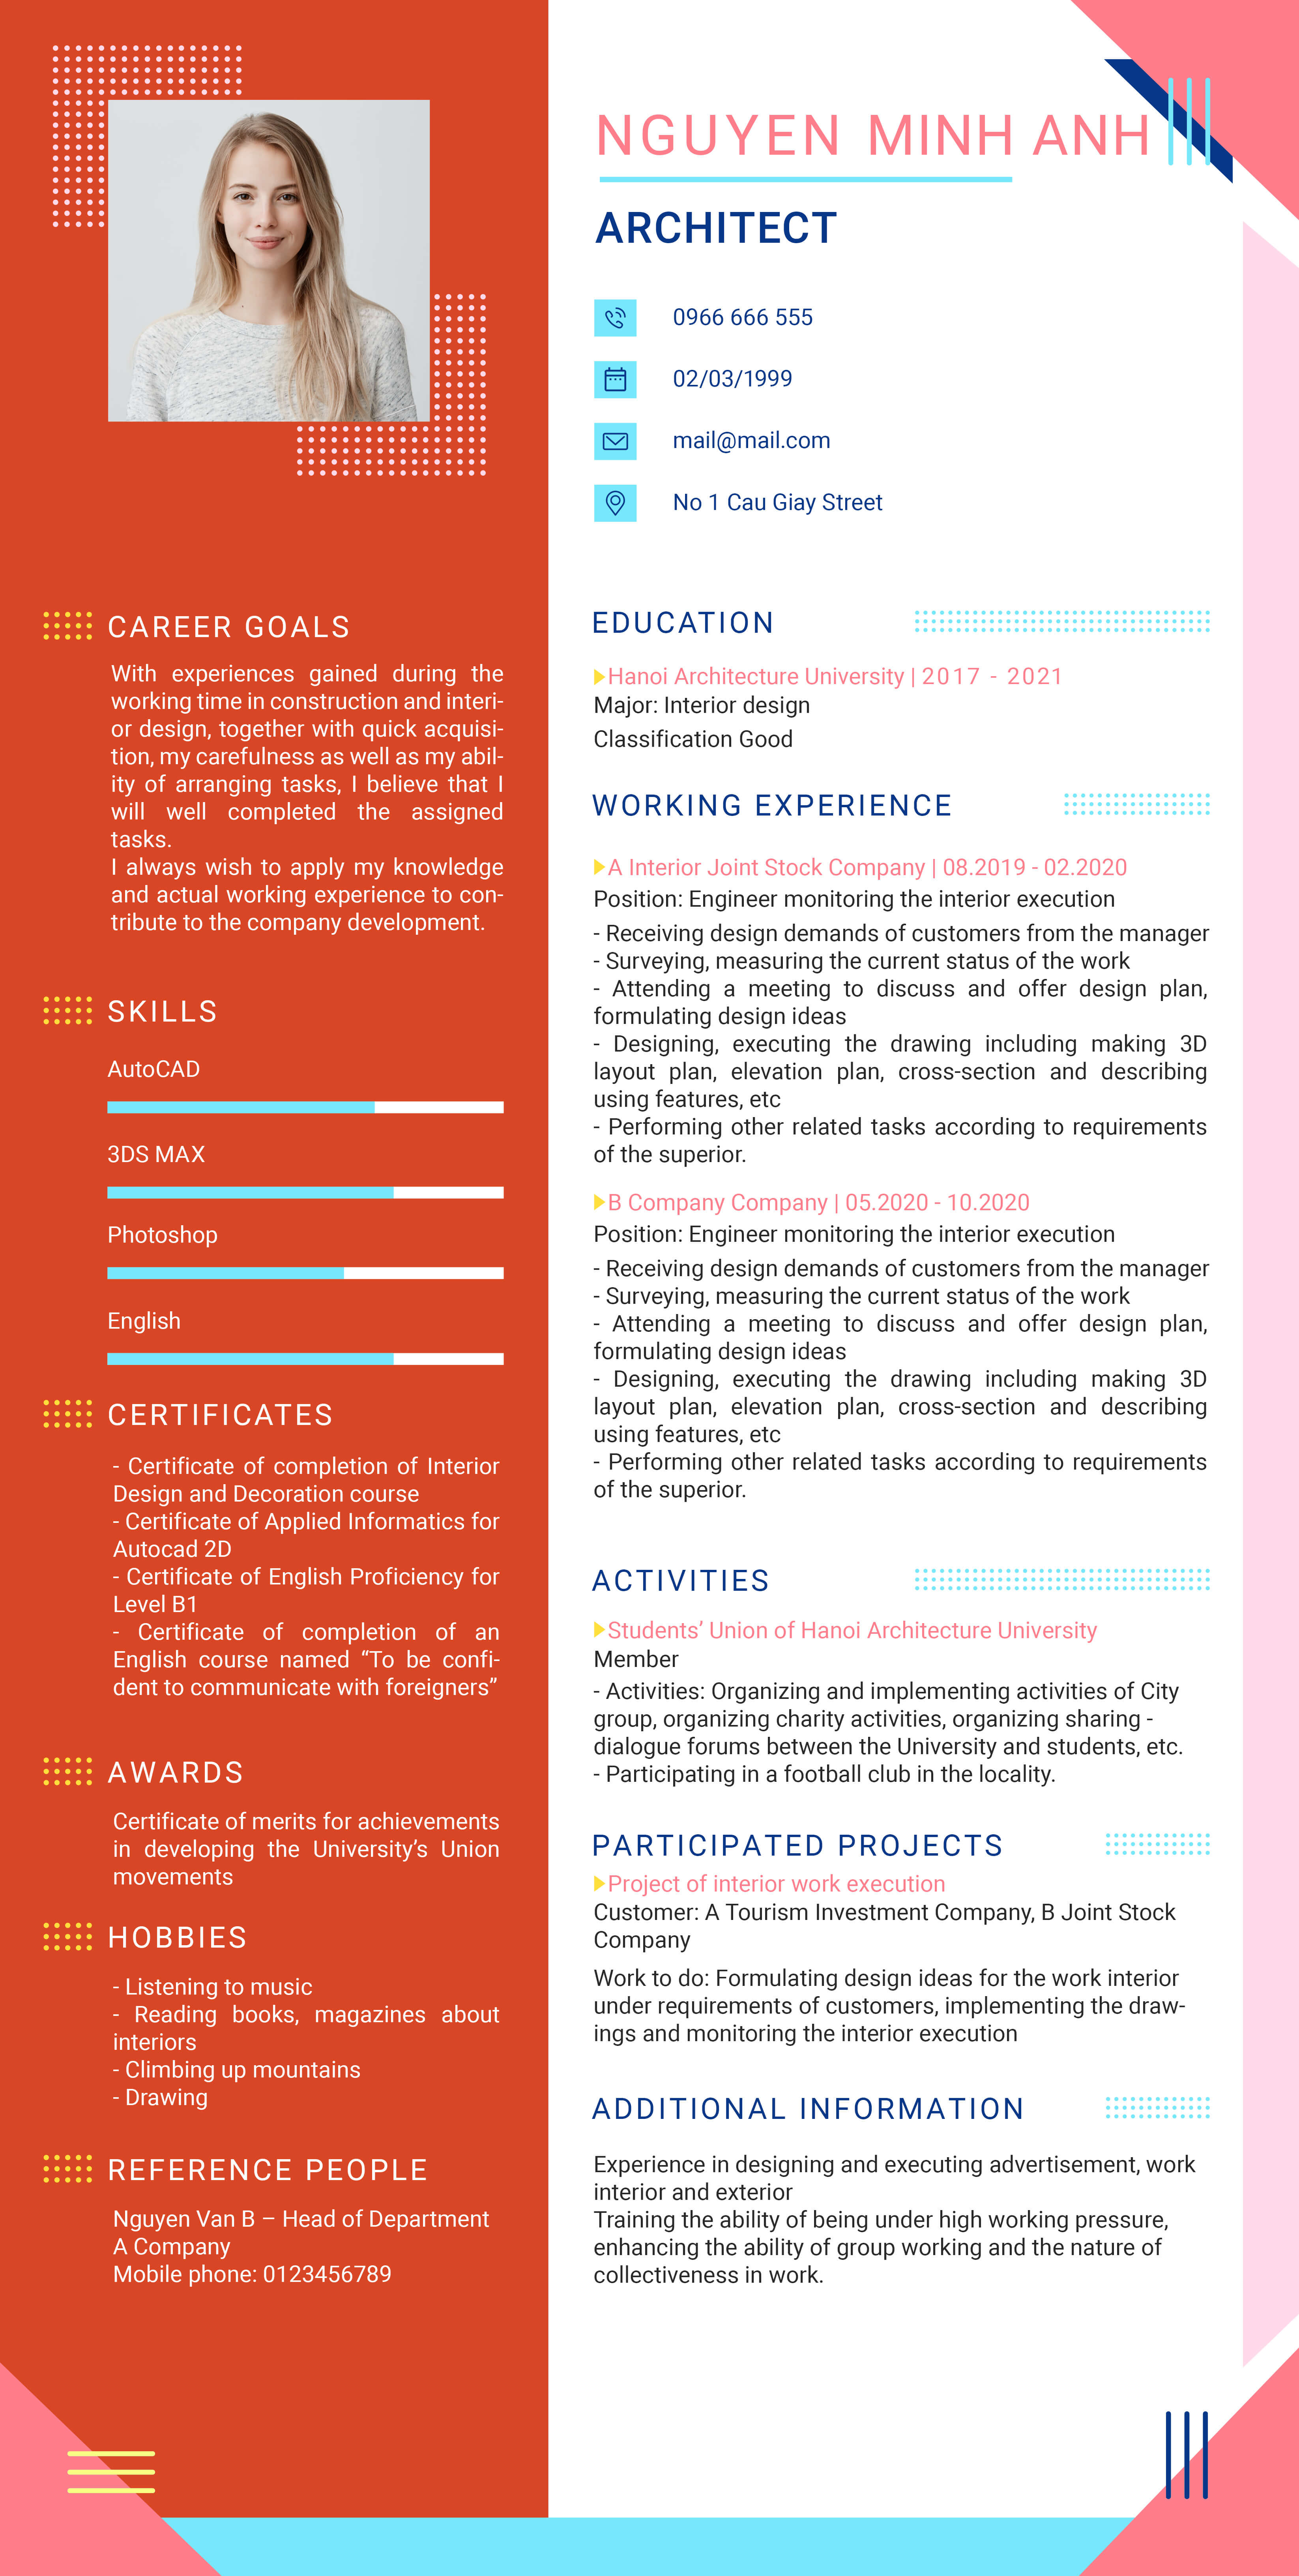 NGUYEN MINH ANH
ARCHITECT
0966 666 555
02/03/1999
mail@mail.com
No 1 Cau Giay Street
CAREER GOALS
With experiences gained during the
working time in construction and interi-
or design, together with quick acquisi-
tion, my carefulness as well as my abil-
ity of arranging tasks, I believe that I
will well completed the assigned
tasks.
I always wish to apply my knowledge
and actual working experience to con-
tribute to the company development.
SKILLS
AutoCAD
3DS MAX
Photoshop
English
CERTIFICATES
- Certificate of completion of Interior
Design and Decoration course
- Certificate of Applied Informatics for
Autocad 2D
- Certificate of English Proficiency for
Level B1
- Certificate of completion of an
English course named “To be confi-
dent to communicate with foreigners”
AWARDS
Certificate of merits for achievements
in developing the University’s Union
movements
HOBBIES
- Listening to music
- Reading books, magazines about
interiors
- Climbing up mountains
- Drawing
REFERENCE PEOPLE
Nguyen Van B – Head of Department
A Company
Mobile phone: 0123456789
EDUCATION
Hanoi Architecture University | 2017 - 2021
Major: Interior design
Classification Good
WORKING EXPERIENCE
A Interior Joint Stock Company | 08.2019 - 02.2020
Position: Engineer monitoring the interior execution
- Receiving design demands of customers from the manager
- Surveying, measuring the current status of the work
- Attending a meeting to discuss and offer design plan,
formulating design ideas
- Designing, executing the drawing including making 3D
layout plan, elevation plan, cross-section and describing
using features, etc
- Performing other related tasks according to requirements
of the superior.
B Company Company | 05.2020 - 10.2020
Position: Engineer monitoring the interior execution
- Receiving design demands of customers from the manager
- Surveying, measuring the current status of the work
- Attending a meeting to discuss and offer design plan,
formulating design ideas
- Designing, executing the drawing including making 3D
layout plan, elevation plan, cross-section and describing
using features, etc
- Performing other related tasks according to requirements
of the superior.
ACTIVITIES
Students’ Union of Hanoi Architecture University
Member
- Activities: Organizing and implementing activities of City
group, organizing charity activities, organizing sharing -
dialogue forums between the University and students, etc.
- Participating in a football club in the locality.
PARTICIPATED PROJECTS
Project of interior work execution
Customer: A Tourism Investment Company, B Joint Stock
Company
Work to do: Formulating design ideas for the work interior
under requirements of customers, implementing the draw-
ings and monitoring the interior execution
ADDITIONAL INFORMATION
Experience in designing and executing advertisement, work
interior and exterior
Training the ability of being under high working pressure,
enhancing the ability of group working and the nature of
collectiveness in work.